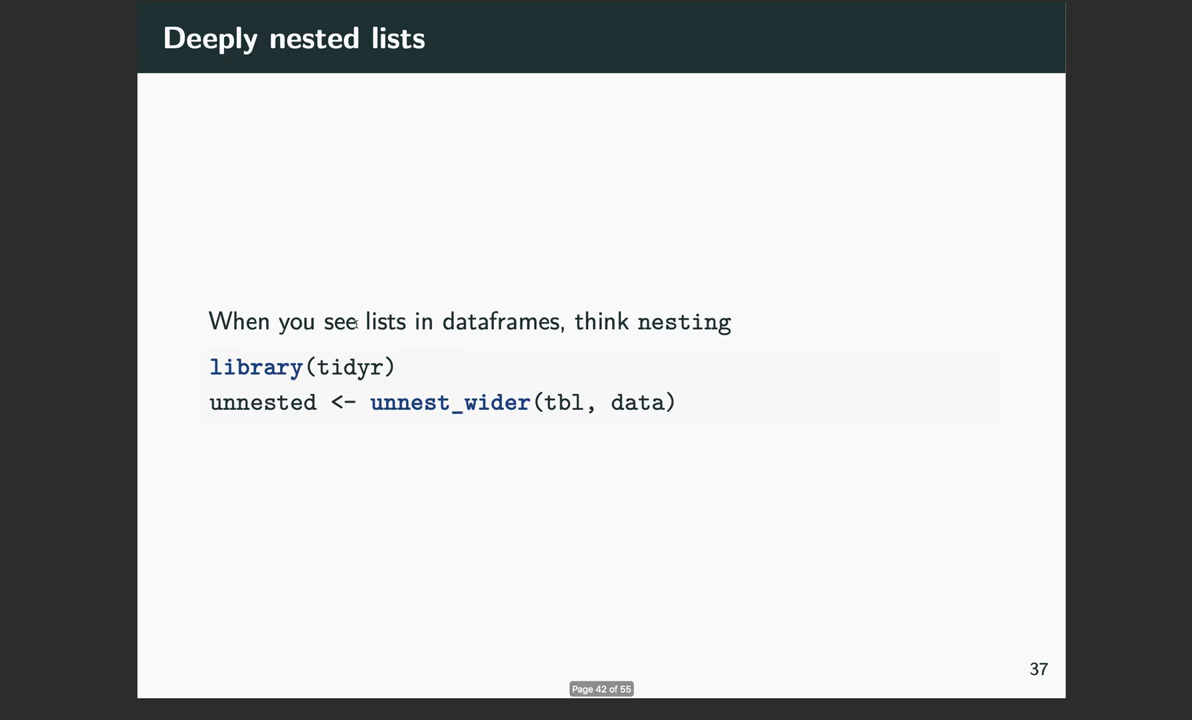 Deeply nested lists
When you see lists in dataframes, think nesting
library(tidyr)
unnested <- unnest_wider(tbl, data)
37
Page 42 of 55